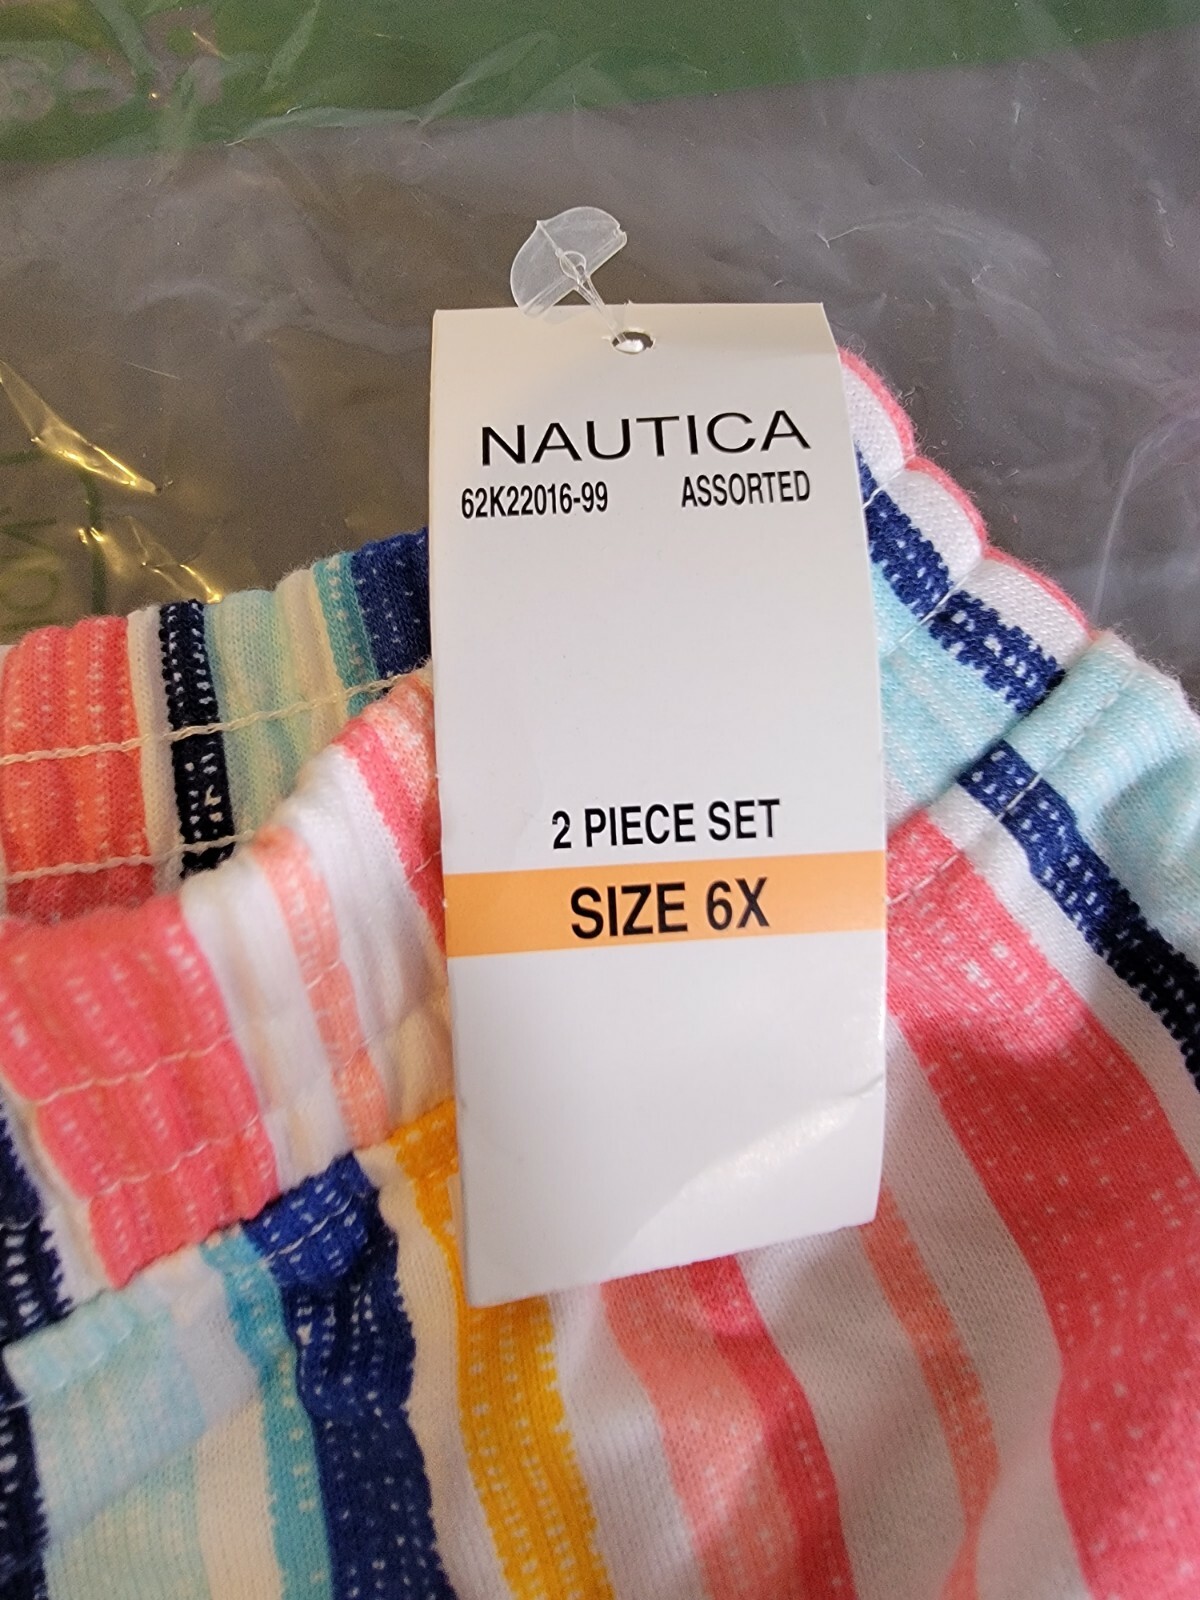 NAUTICA
62K22016-99 ASSORTED
2 PIECE SET
SIZE 6X